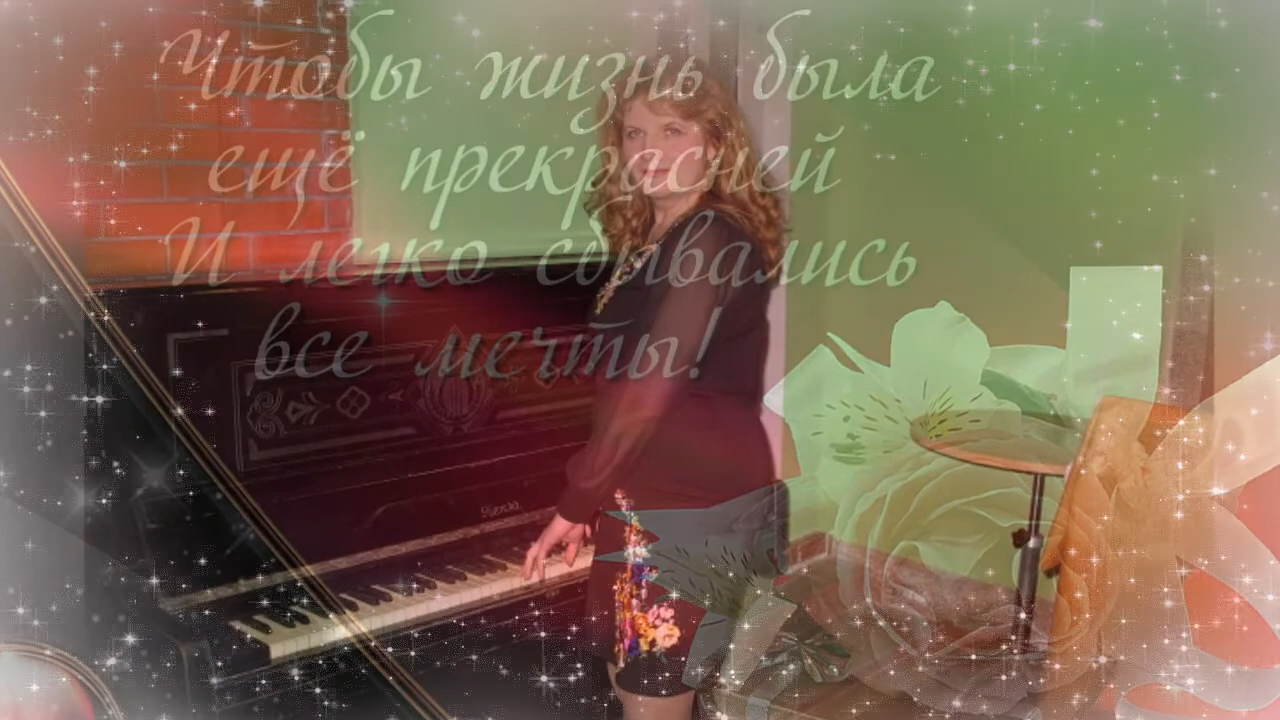 Чтобы жизнь была
ещё прекрасней
И легко сбывались
все мечты!